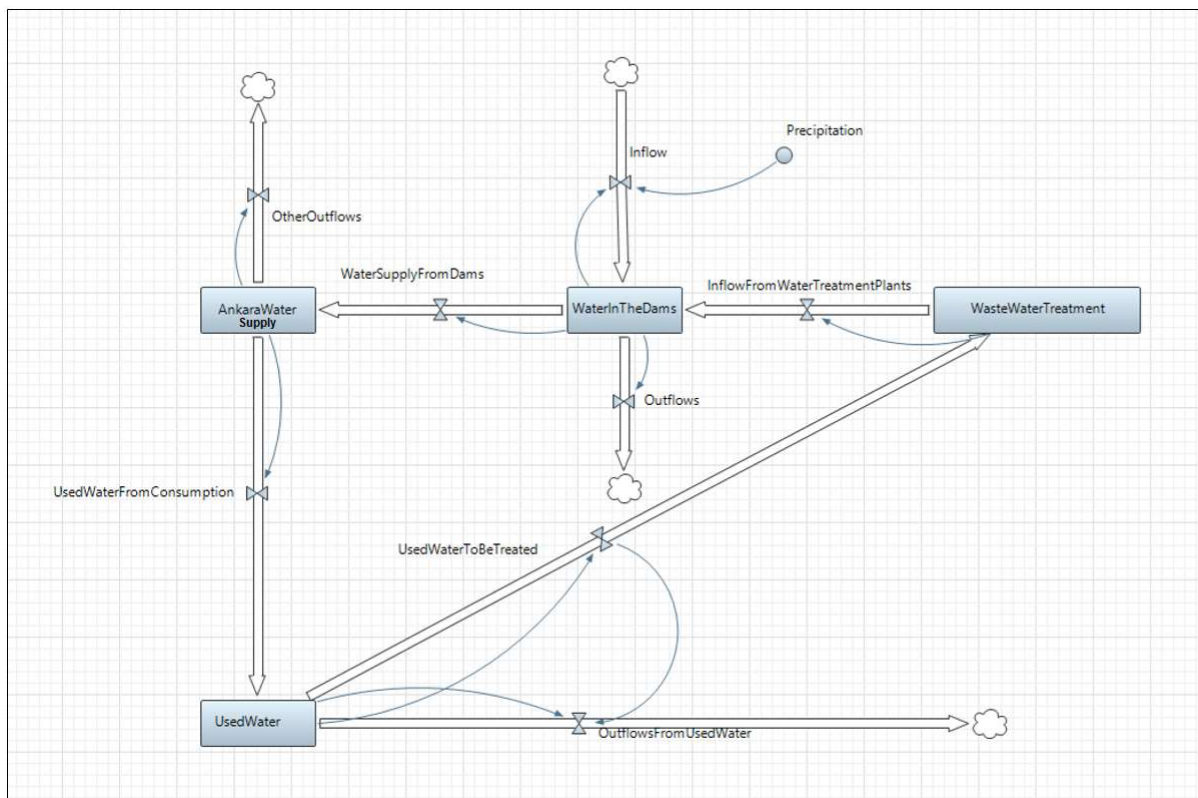 Precipitation
Inflow
OtherOutflows
WaterSupplyFromDams
InflowFromWaterTreatmentPlants
AnkaraWater
Supply
WaterInTheDams
WasteWaterTreatment
Outflows
UsedWaterFromConsumption
UsedWaterToBeTreated
UsedWater
OutflowsFromUsedWater